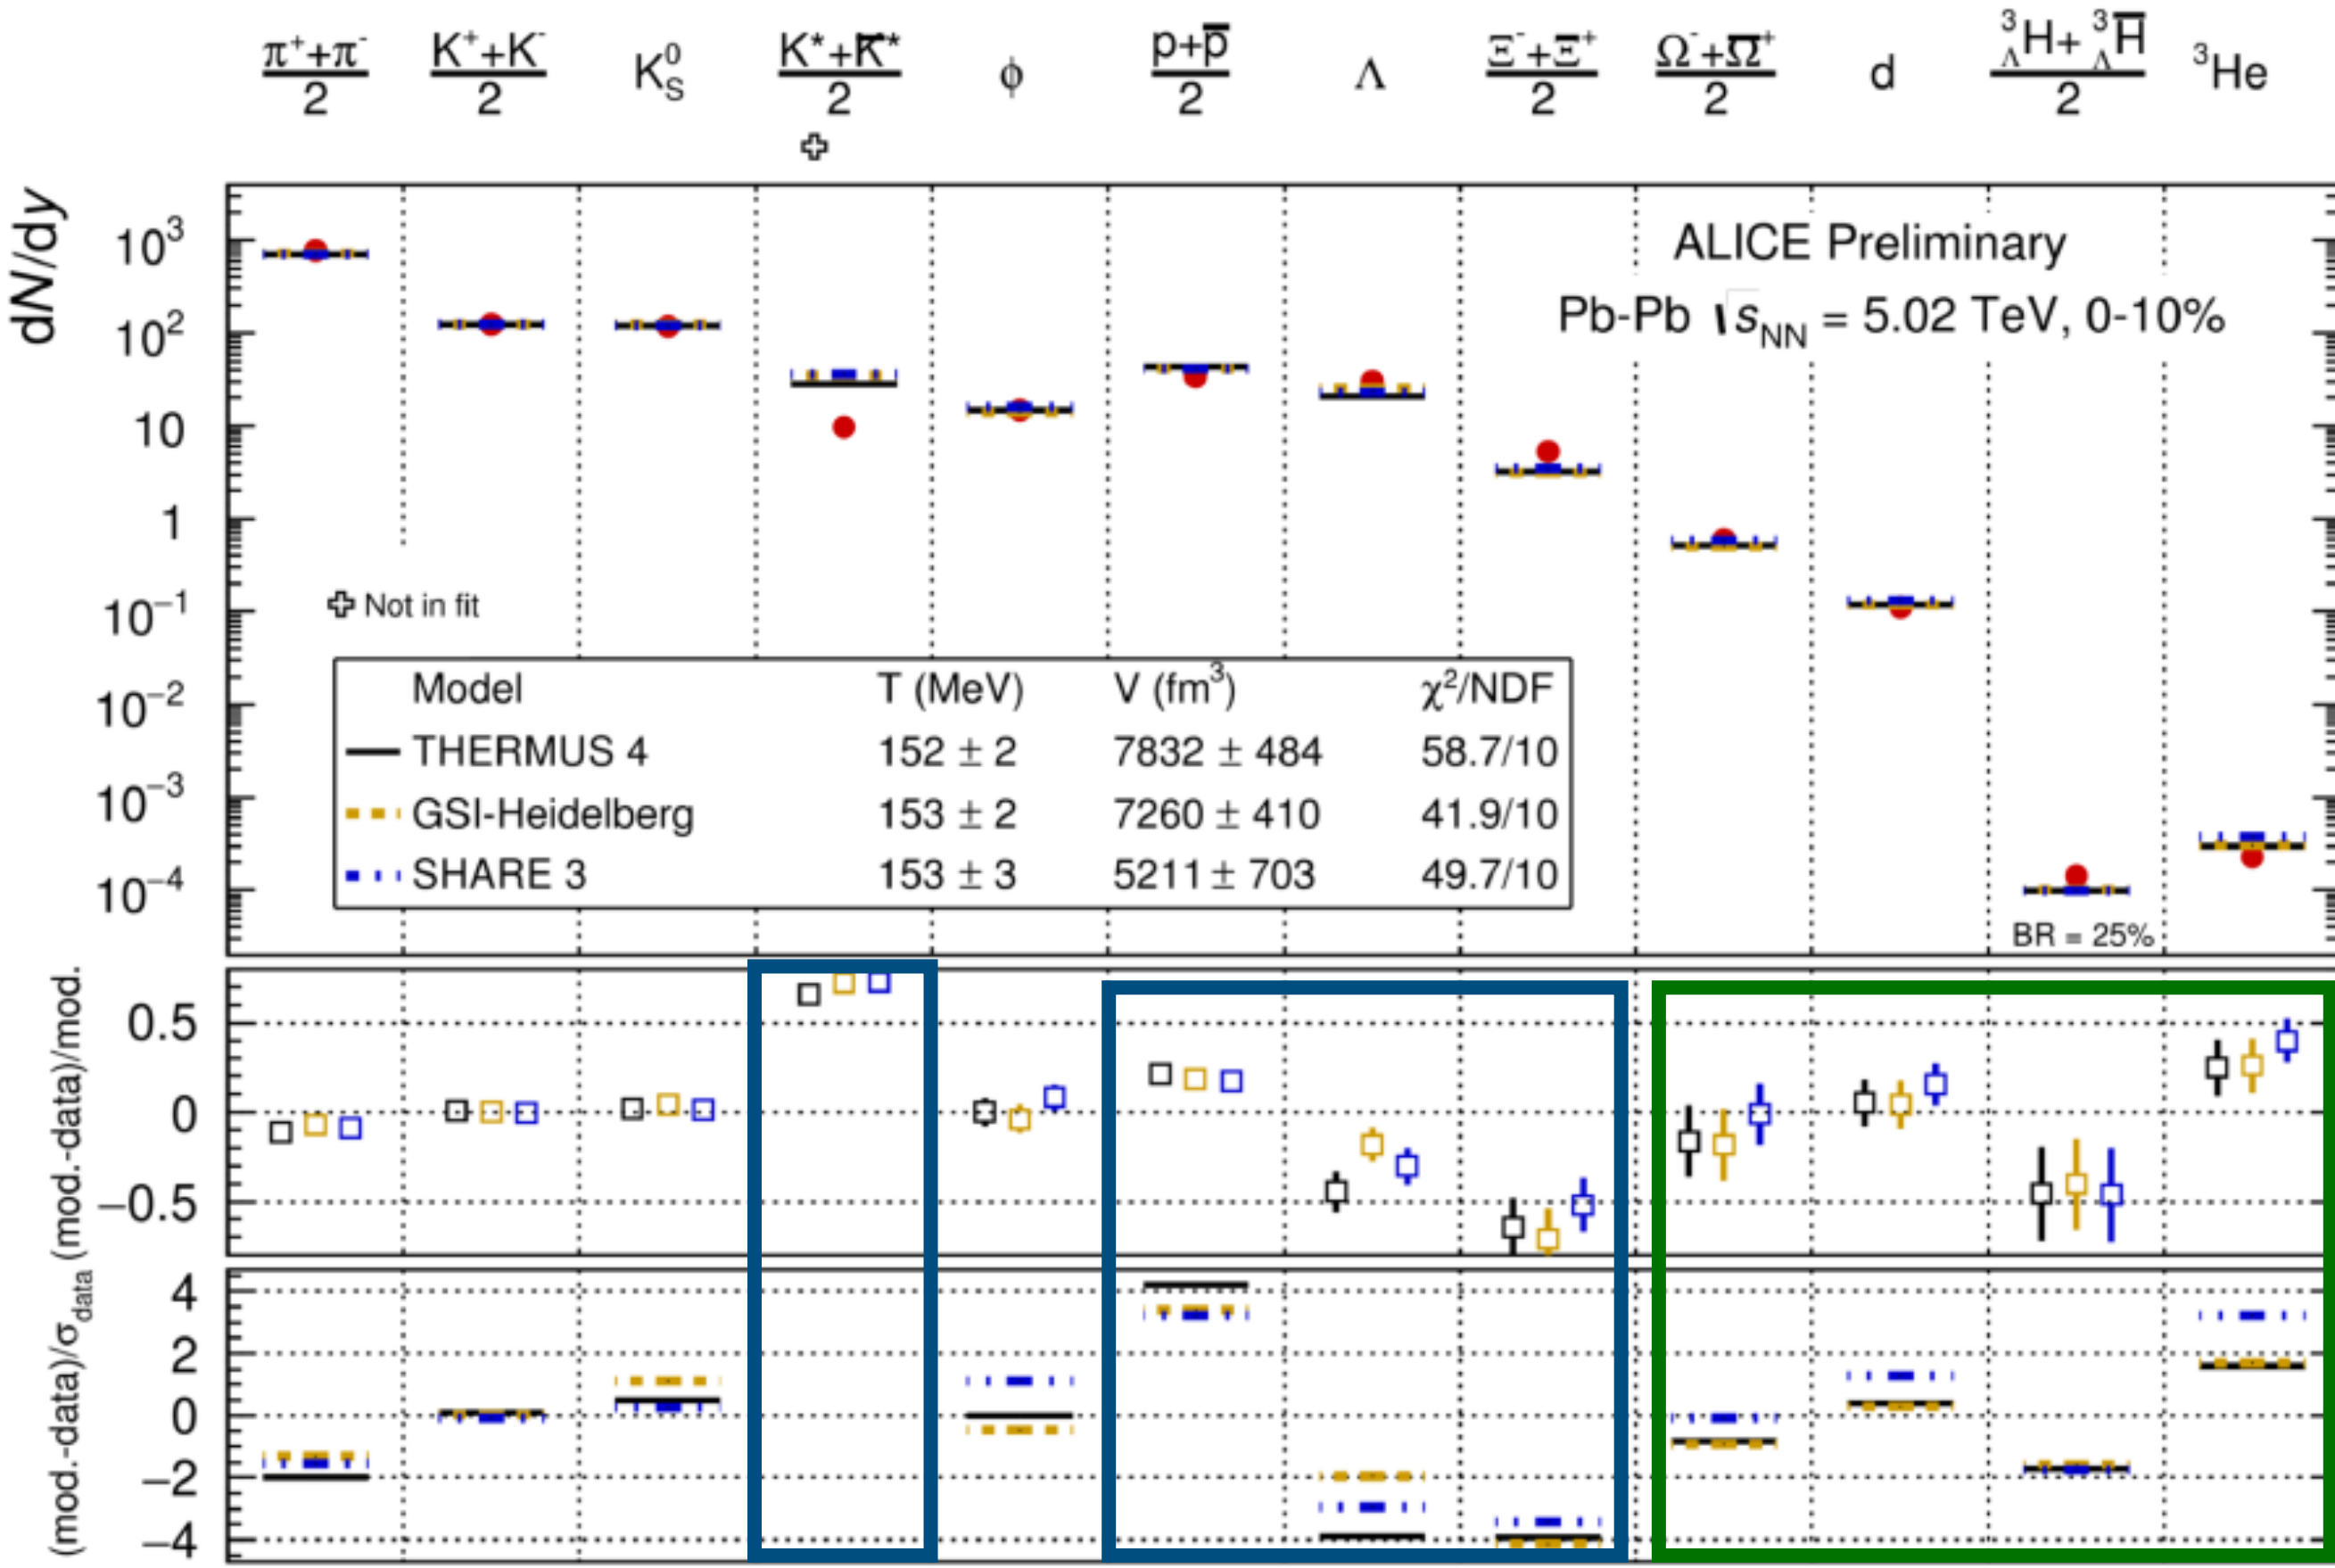 π⁺+π⁻/2 K⁺+K⁻/2 K⁰S K*+K̅*/2 ϕ p+p̅/2 Λ Ξ⁻+Ξ̅⁺/2 Ω⁻+Ω̅⁺/2 d ³ΛH+ ³ΛH̅/2 ³He
dN/dy
10³
10²
10
1
10⁻¹
10⁻²
10⁻³
10⁻⁴
ALICE Preliminary
Pb-Pb √sNN = 5.02 TeV, 0-10%
Not in fit
Model T (MeV) V (fm³) χ²/NDF
THERMUS 4 152 ± 2 7832 ± 484 58.7/10
GSI-Heidelberg 153 ± 2 7260 ± 410 41.9/10
SHARE 3 153 ± 3 5211 ± 703 49.7/10
BR = 25%
(mod.-data)/mod.
0.5
0
−0.5
(mod.-data)/σdata
4
2
0
−2
−4